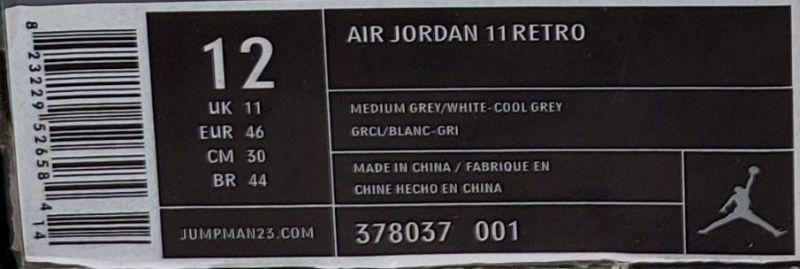 8 23229 52658 4 14
12
UK 11
EUR 46
CM 30
BR 44
JUMPMAN23.COM
AIR JORDAN 11 RETRO
MEDIUM GREY/WHITE-COOL GREY
GRCL/BLANC-GRI
MADE IN CHINA / FABRIQUE EN
CHINE HECHO EN CHINA
378037 001